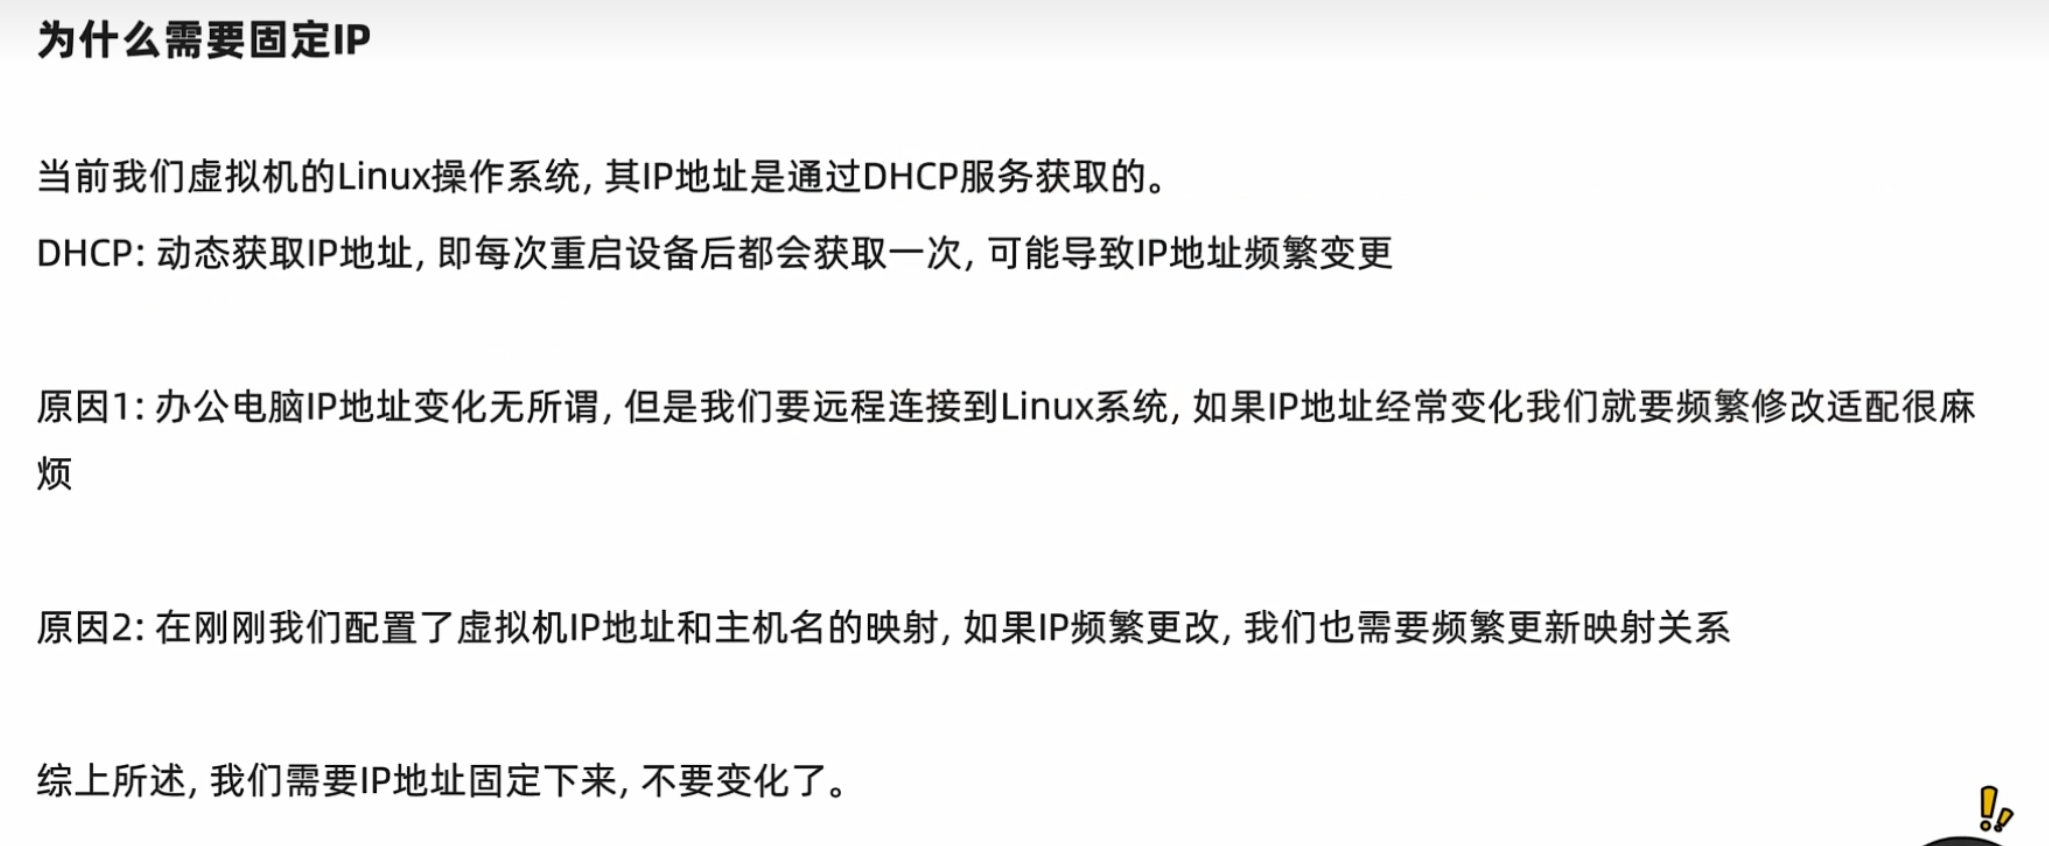 为什么需要固定IP
当前我们虚拟机的Linux操作系统, 其IP地址是通过DHCP服务获取的。
DHCP: 动态获取IP地址, 即每次重启设备后都会获取一次, 可能导致IP地址频繁变更
原因1: 办公电脑IP地址变化无所谓, 但是我们要远程连接到Linux系统, 如果IP地址经常变化我们就要频繁修改适配很麻
烦
原因2: 在刚刚我们配置了虚拟机IP地址和主机名的映射, 如果IP频繁更改, 我们也需要频繁更新映射关系
综上所述, 我们需要IP地址固定下来, 不要变化了。